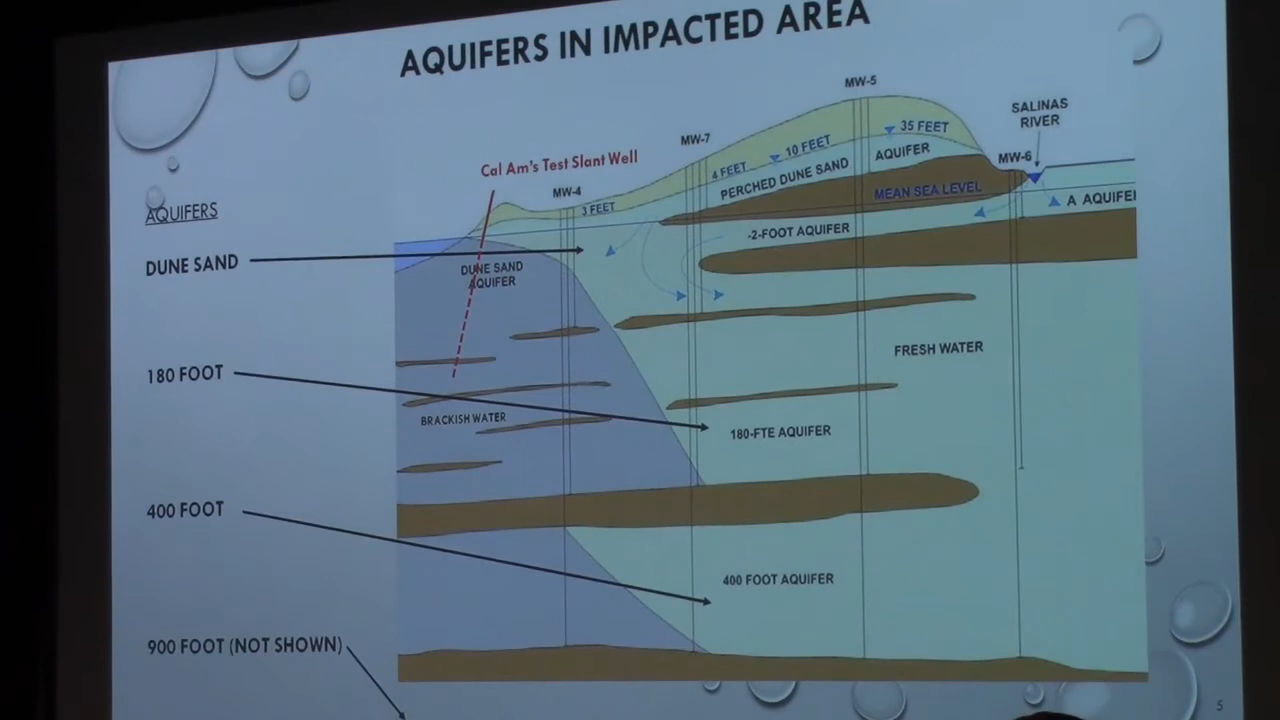 AQUIFERS IN IMPACTED AREA
MW-5
SALINAS
RIVER
MW-7
35 FEET
10 FEET
Cal Am's Test Slant Well
MW-6
4 FEET
AQUIFER
PERCHED DUNE SAND
MW-4
MEAN SEA LEVEL
A AQUIFE
3 FEET
AQUIFERS
-2-FOOT AQUIFER
DUNE SAND
DUNE SAND
AQUIFER
FRESH WATER
180 FOOT
BRACKISH WATER
180-FTE AQUIFER
400 FOOT
400 FOOT AQUIFER
900 FOOT (NOT SHOWN)
5